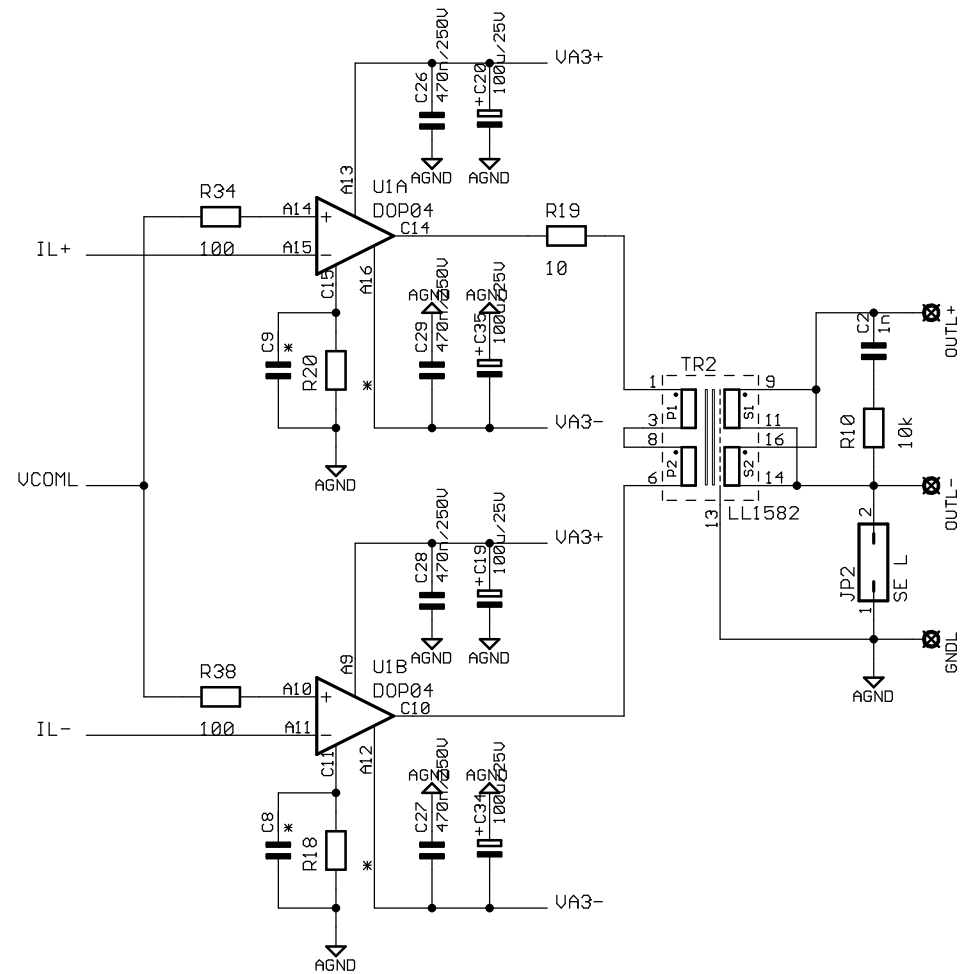 C26
470n/250V
+C20
100u/25V
VA3+
AGND
AGND
A13
R34
100
A14
+
A15
-
U1A
DOP04
C14
R19
10
IL+
C15
A16
AGND
AGND
C9
*
R20
*
C29
470n/250V
+C35
100u/25V
VA3-
AGND
TR2
1
3
8
6
P1
P2
S1
S2
9
11
16
14
13
LL1582
C2
1n
R10
10k
OUTL+
OUTL-
JP2
SE L
2
1
GNDL
AGND
VCOML
C28
470n/250V
+C19
100u/25V
VA3+
AGND
AGND
A9
R38
100
A10
+
A11
-
U1B
DOP04
C10
IL-
C11
A12
AGND
AGND
C8
*
R18
*
C27
470n/250V
+C34
100u/25V
VA3-
AGND